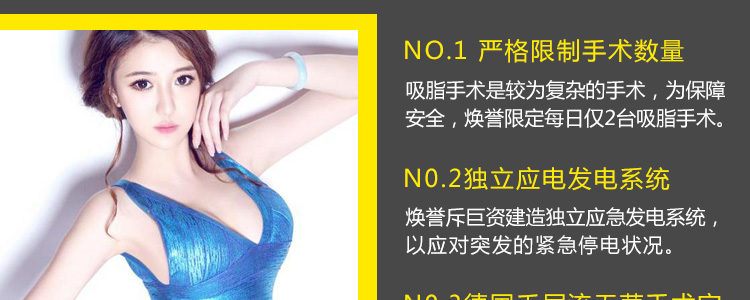 NO.1 严格限制手术数量
吸脂手术是较为复杂的手术，为保障
安全，焕誉限定每日仅2台吸脂手术。
N0.2独立应电发电系统
焕誉斥巨资建造独立应急发电系统，
以应对突发的紧急停电状况。